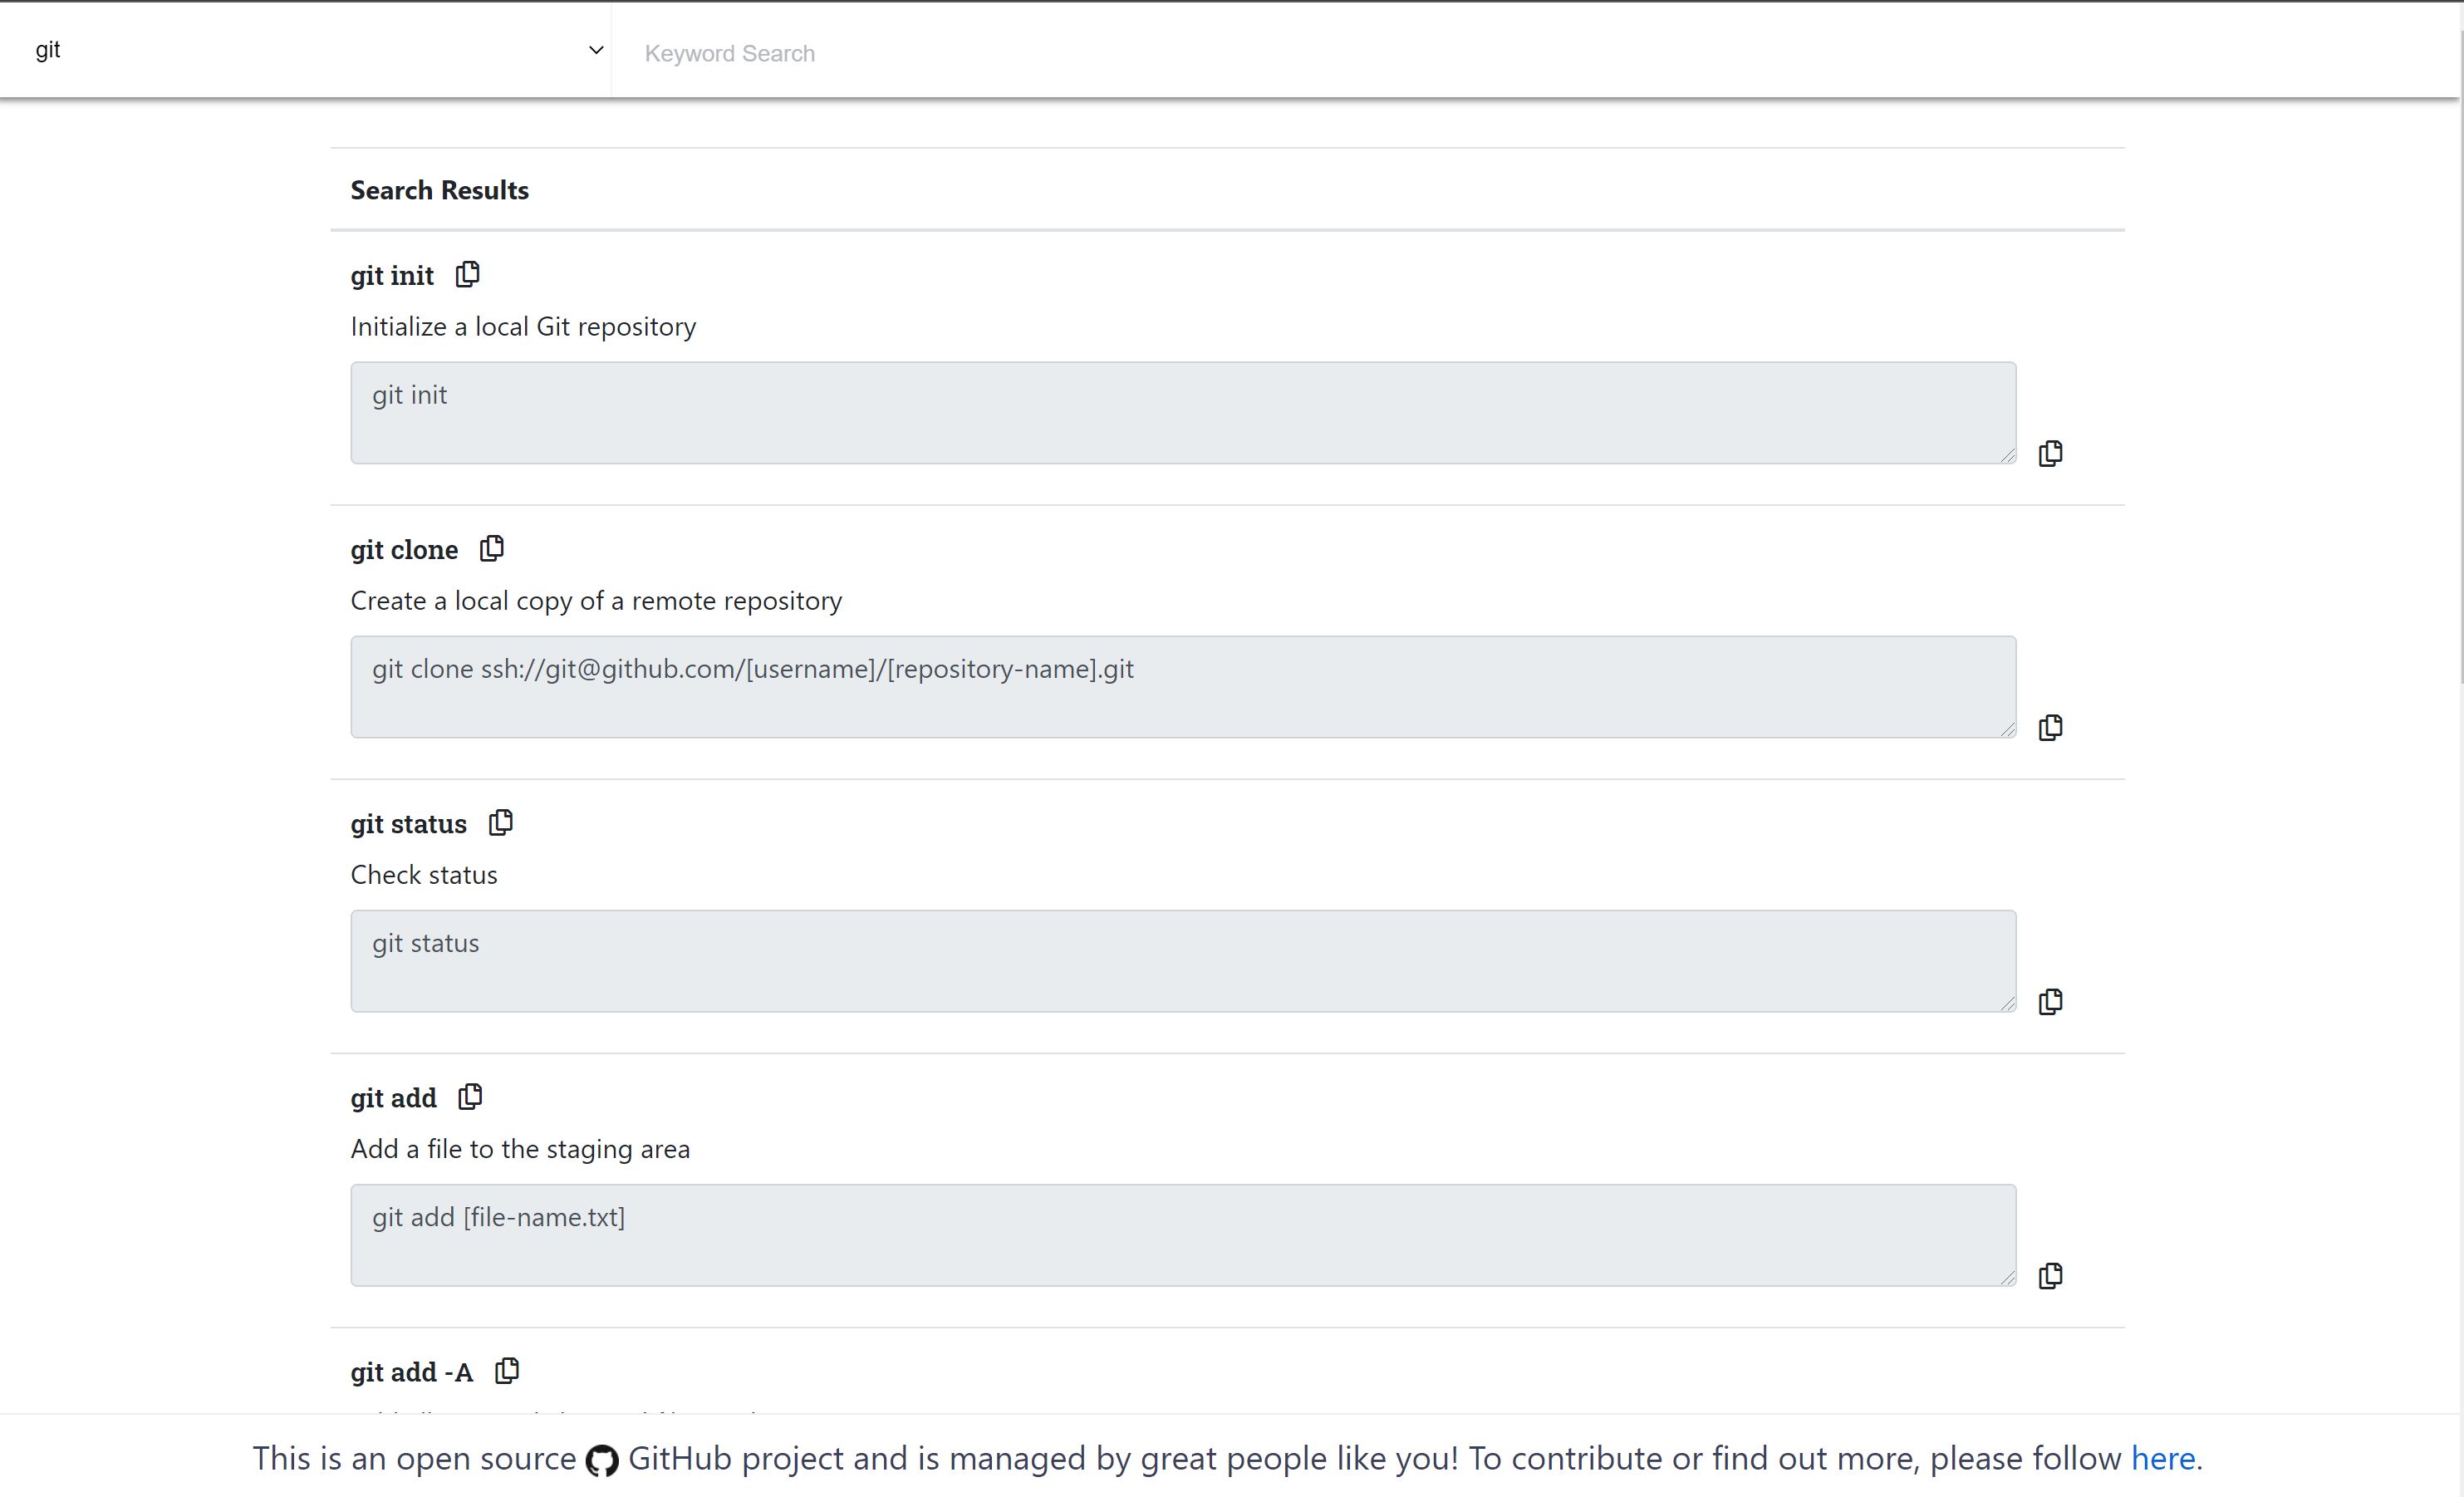 git
Keyword Search
Search Results
git init
Initialize a local Git repository
git init
git clone
Create a local copy of a remote repository
git clone ssh://git@github.com/[username]/[repository-name].git
git status
Check status
git status
git add
Add a file to the staging area
git add [file-name.txt]
git add -A
This is an open source GitHub project and is managed by great people like you! To contribute or find out more, please follow here.